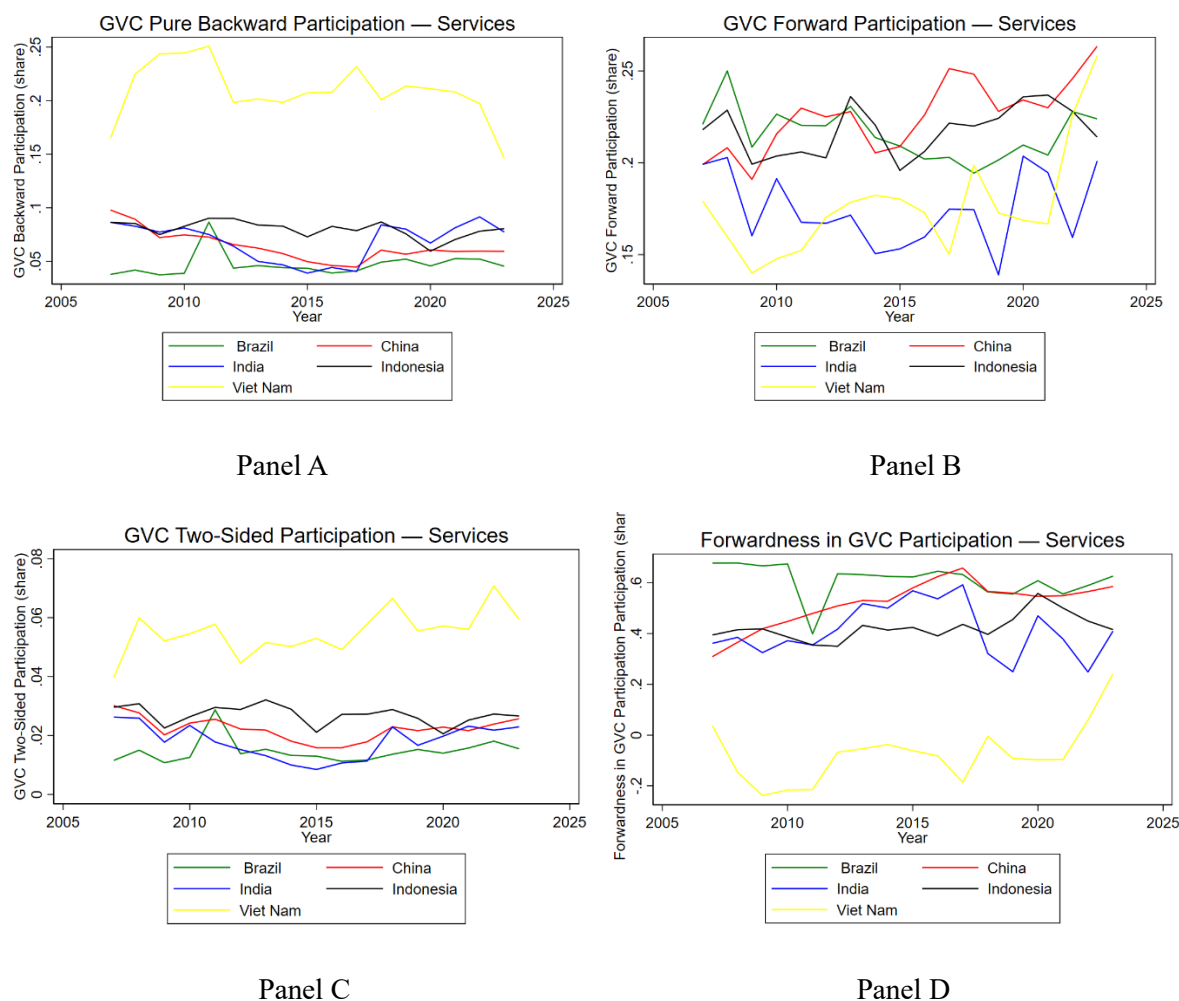 GVC Pure Backward Participation — Services
GVC Backward Participation (share)
.25
.2
.15
.1
.05
2005 2010 2015 2020 2025
Year
Brazil China
India Indonesia
Viet Nam
Panel A
GVC Forward Participation — Services
GVC Forward Participation (share)
.25
.2
.15
2005 2010 2015 2020 2025
Year
Brazil China
India Indonesia
Viet Nam
Panel B
GVC Two-Sided Participation — Services
GVC Two-Sided Participation (share)
.08
.06
.04
.02
0
2005 2010 2015 2020 2025
Year
Brazil China
India Indonesia
Viet Nam
Panel C
Forwardness in GVC Participation — Services
Forwardness in GVC Participation Participation (shar
.6
.4
.2
0
-.2
2005 2010 2015 2020 2025
Year
Brazil China
India Indonesia
Viet Nam
Panel D